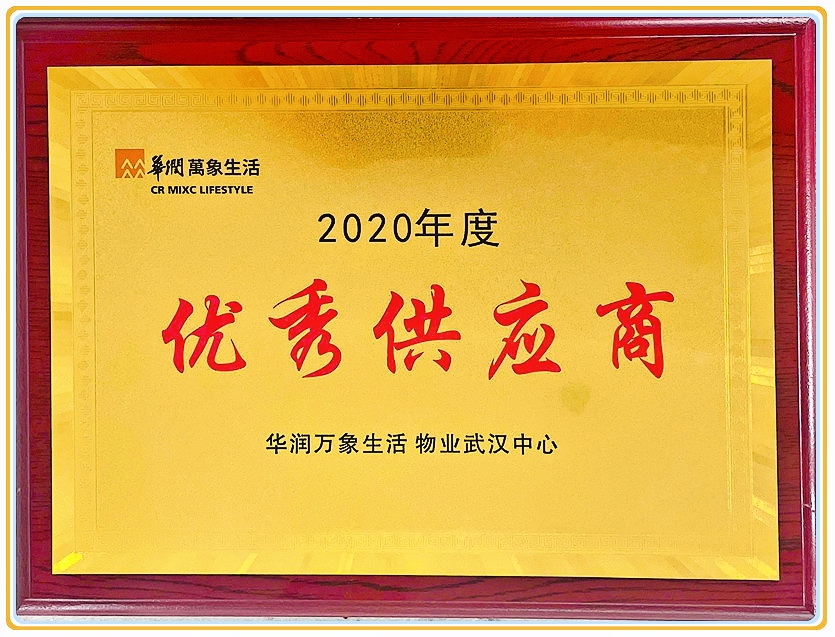 華潤萬象生活
CR MIXC LIFESTYLE
2020年度
优秀供应商
华润万象生活 物业武汉中心